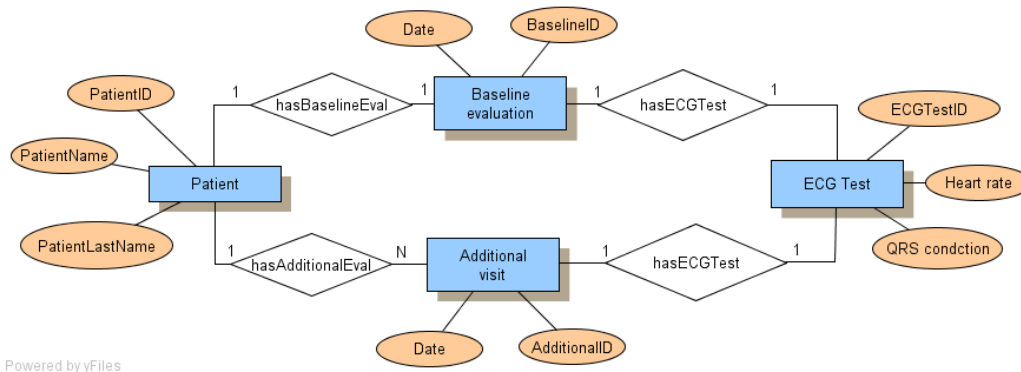 Date
BaselineID
PatientID
1
hasBaselineEval
1
Baseline
evaluation
1
hasECGTest
1
ECGTestID
PatientName
Patient
ECG Test
Heart rate
PatientLastName
1
hasAdditionalEval
N
Additional
visit
1
hasECGTest
1
QRS condction
Date
AdditionalID
Powered by yFiles